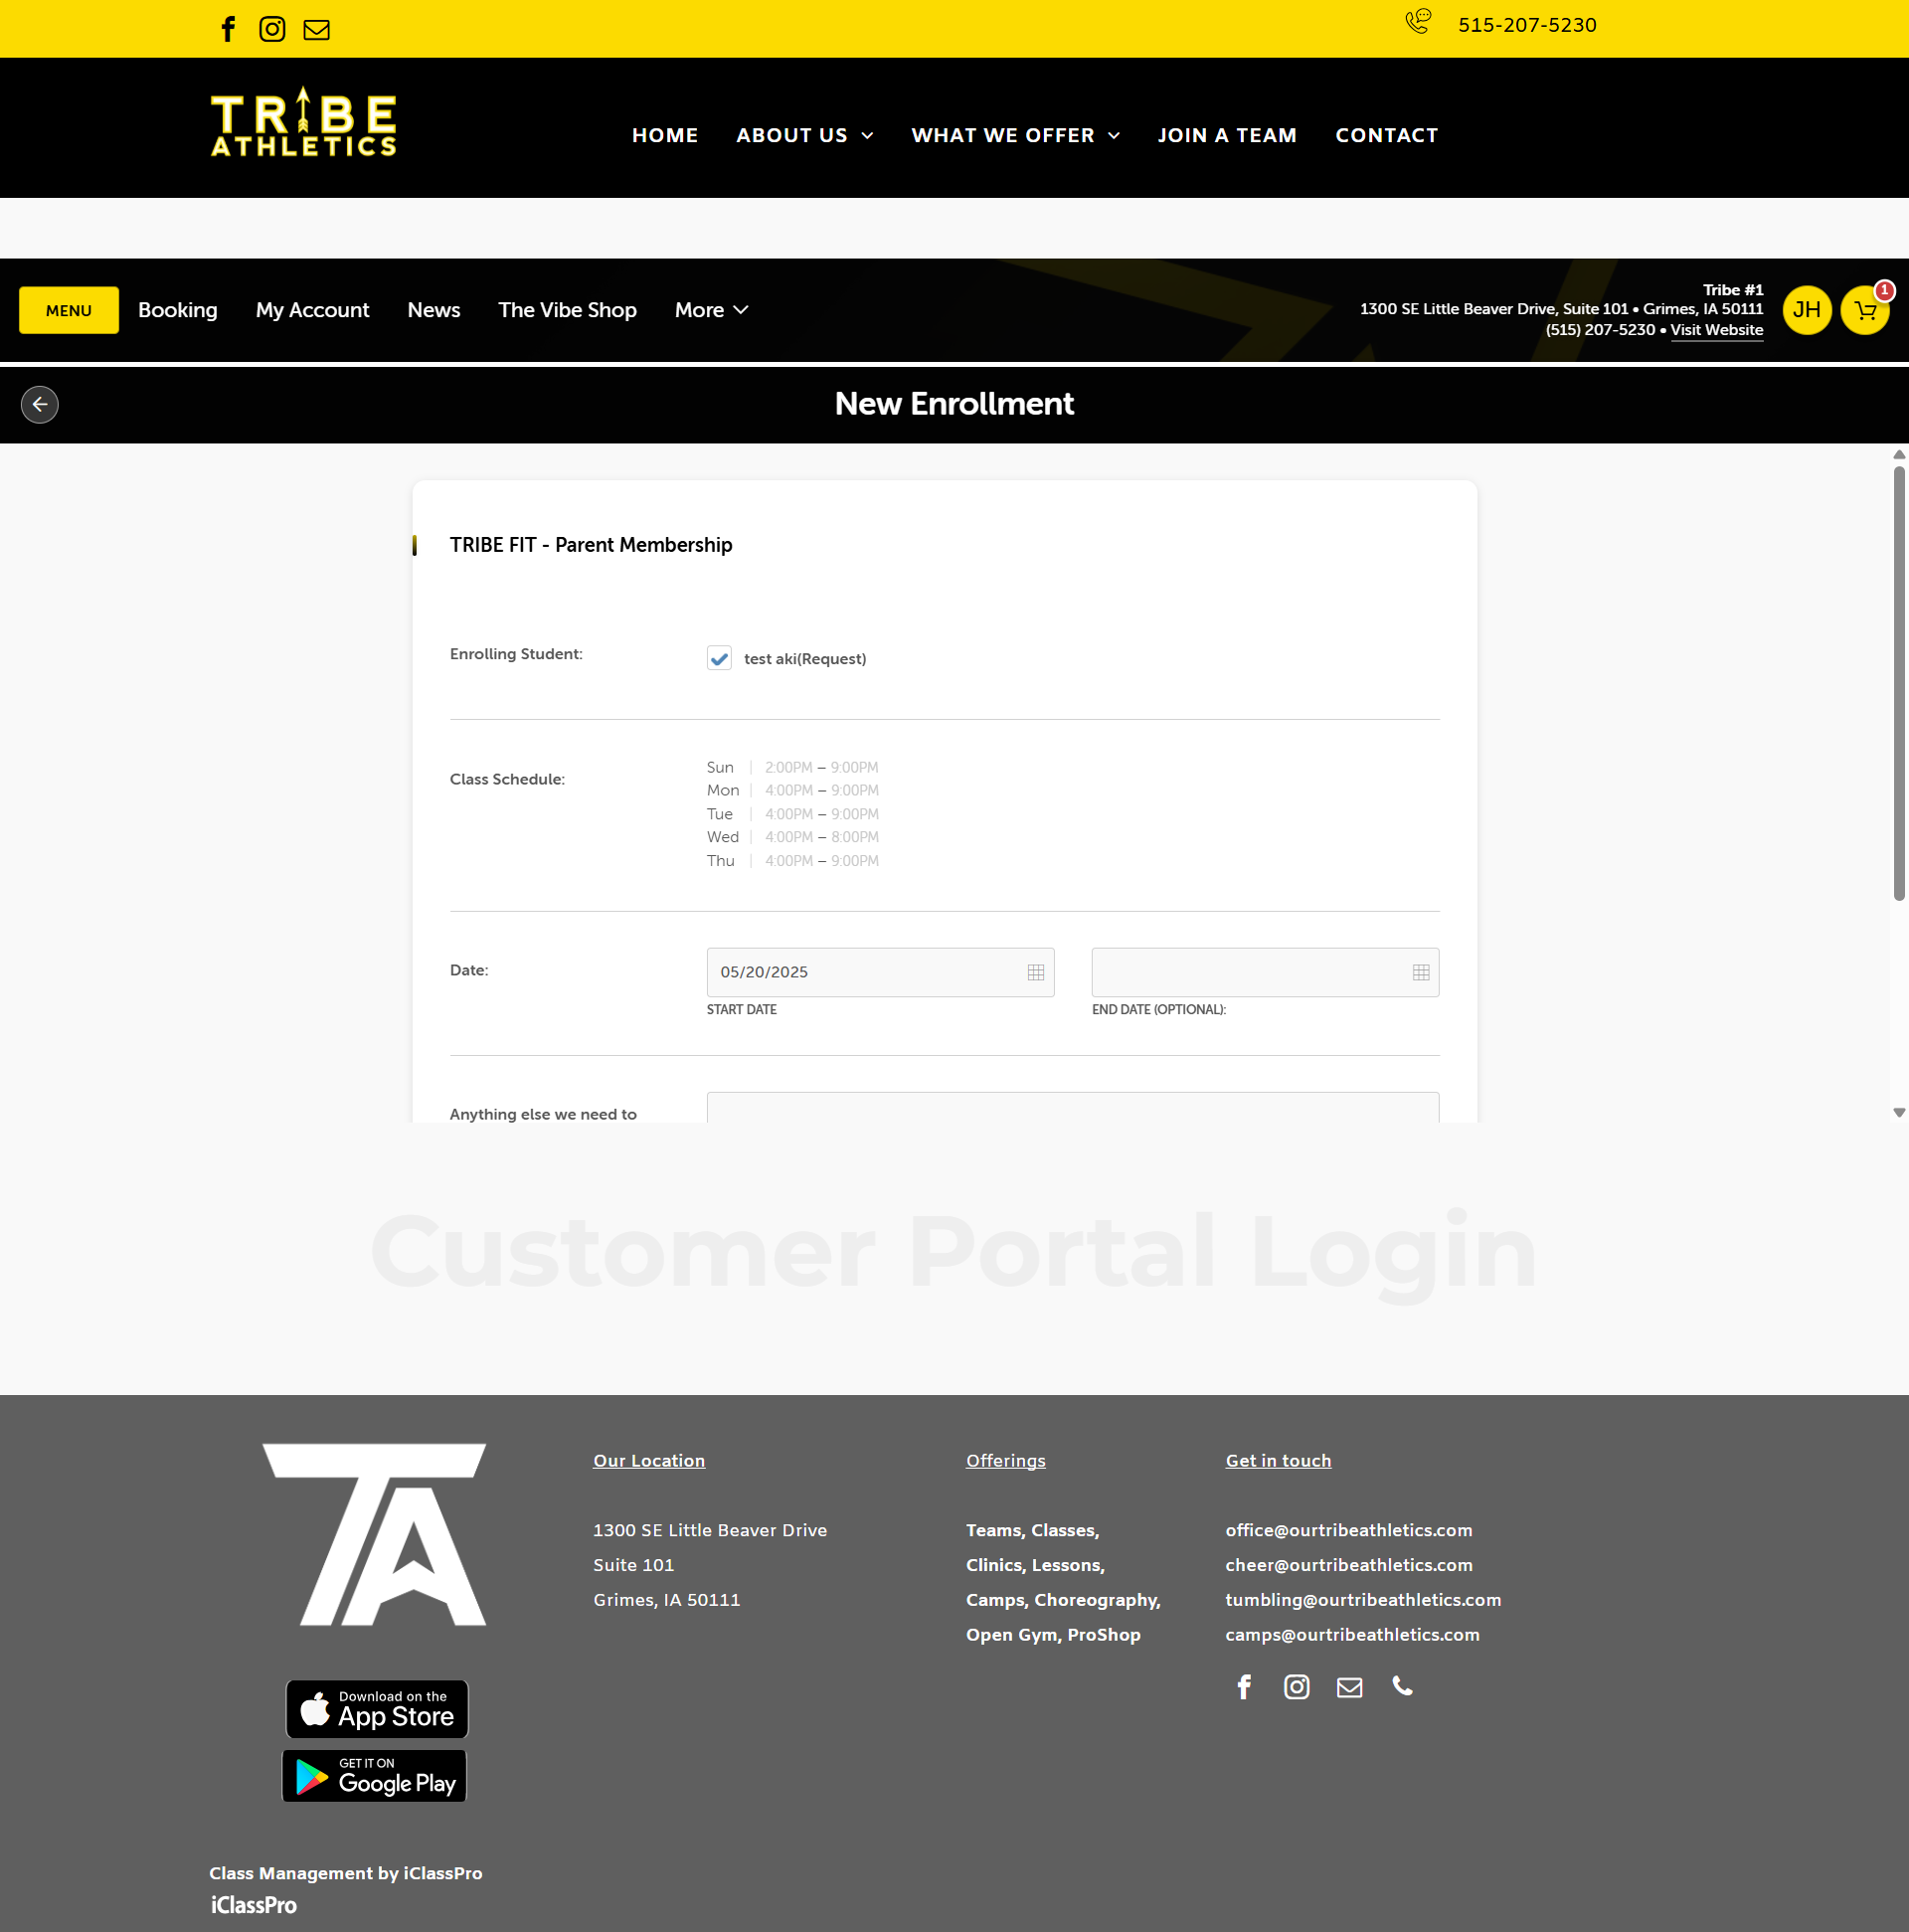 515-207-5230
TRIBE
ATHLETICS
HOME
ABOUT US
WHAT WE OFFER
JOIN A TEAM
CONTACT
MENU
Booking
My Account
News
The Vibe Shop
More
Tribe #1
1300 SE Little Beaver Drive, Suite 101 • Grimes, IA 50111
(515) 207-5230 • Visit Website
JH
1
New Enrollment
TRIBE FIT - Parent Membership
Enrolling Student:
test aki(Request)
Class Schedule:
Sun | 2:00PM – 9:00PM
Mon | 4:00PM – 9:00PM
Tue | 4:00PM – 9:00PM
Wed | 4:00PM – 8:00PM
Thu | 4:00PM – 9:00PM
Date:
05/20/2025
START DATE
END DATE (OPTIONAL):
Anything else we need to
Customer Portal Login
TA
Download on the
App Store
GET IT ON
Google Play
Our Location
1300 SE Little Beaver Drive
Suite 101
Grimes, IA 50111
Offerings
Teams, Classes,
Clinics, Lessons,
Camps, Choreography,
Open Gym, ProShop
Get in touch
office@ourtribeathletics.com
cheer@ourtribeathletics.com
tumbling@ourtribeathletics.com
camps@ourtribeathletics.com
Class Management by iClassPro
iClassPro